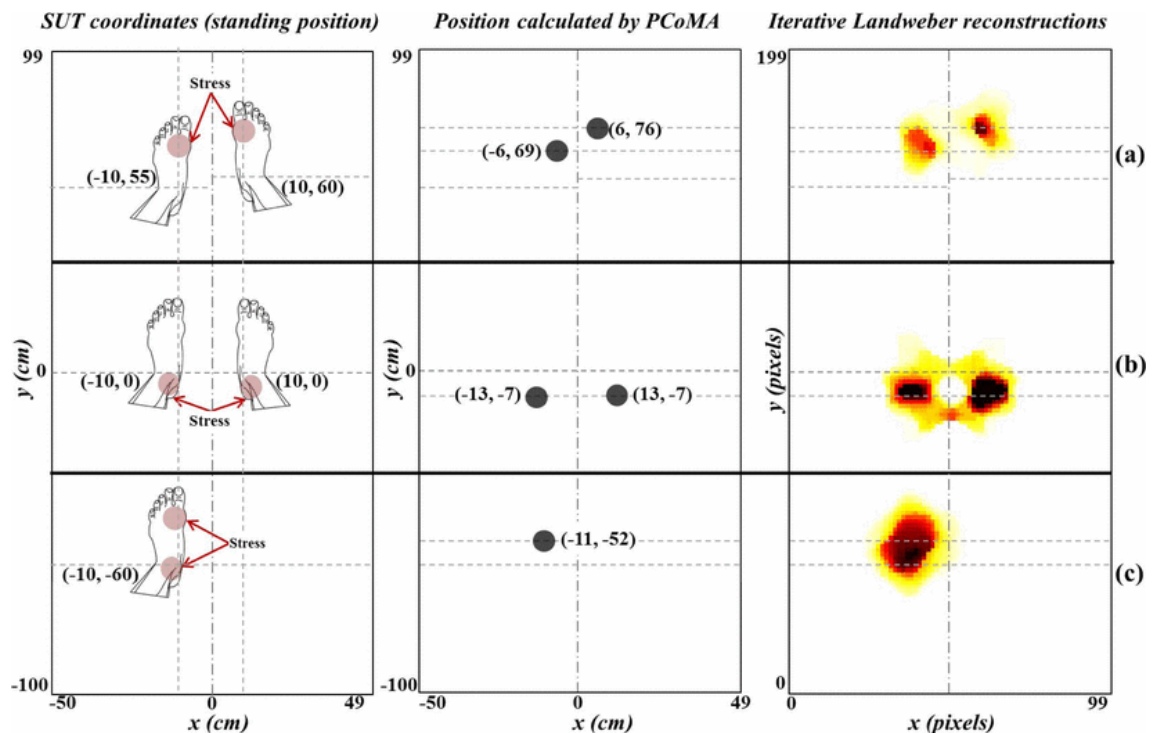 SUT coordinates (standing position)
Position calculated by PCoMA
Iterative Landweber reconstructions
99
99
199
Stress
(-10, 55)
(10, 60)
(-6, 69)
(6, 76)
(a)
y (cm)
0
(-10, 0)
(10, 0)
Stress
y (cm)
0
(-13, -7)
(13, -7)
y (pixels)
(b)
Stress
(-10, -60)
(-11, -52)
(c)
-100
-100
0
-50
0
49
-50
0
49
0
99
x (cm)
x (cm)
x (pixels)